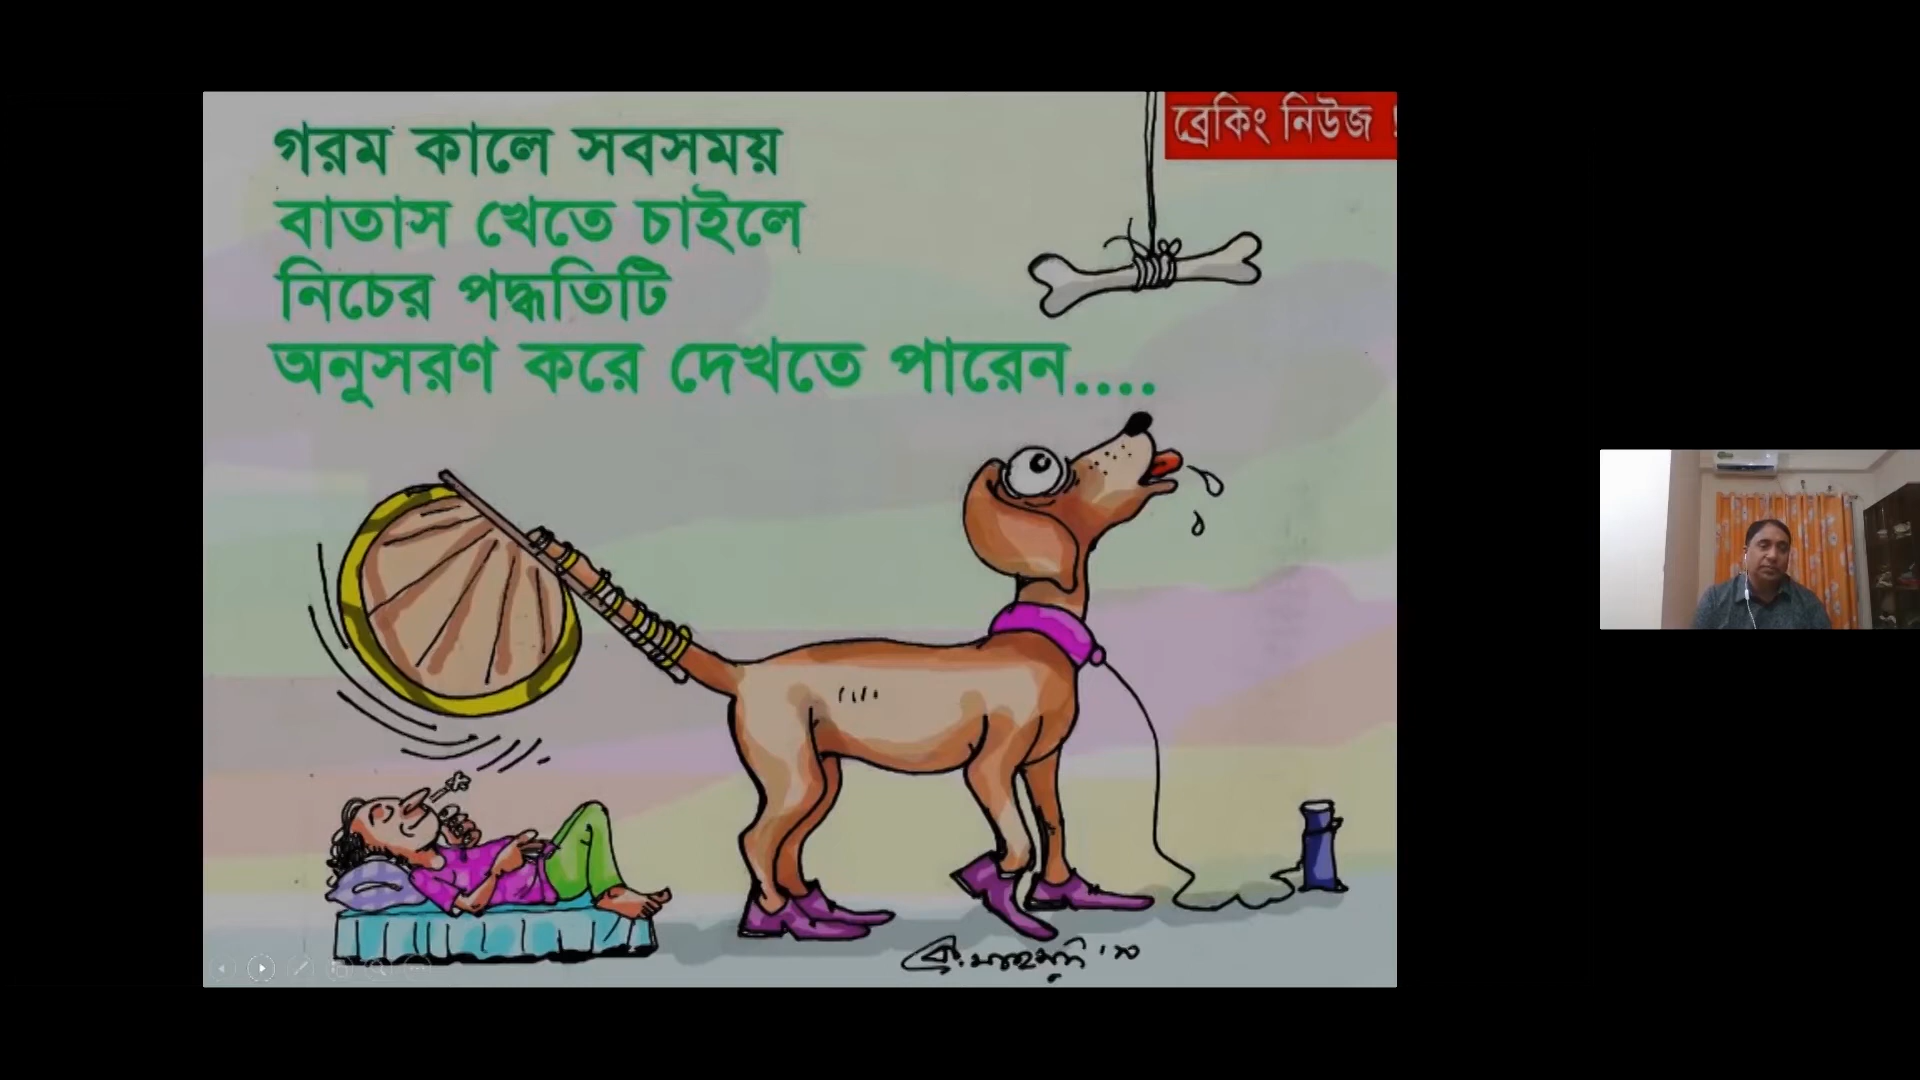 ব্রেকিং নিউজ !
গরম কালে সবসময়
বাতাস খেতে চাইলে
নিচের পদ্ধতিটি
অনুসরণ করে দেখতে পারেন....